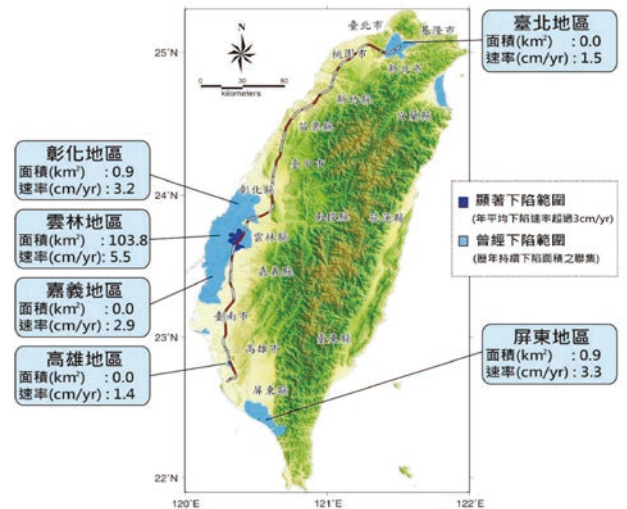 臺北地區
面積(km²) : 0.0
速率(cm/yr) : 1.5
彰化地區
面積(km²) : 0.9
速率(cm/yr) : 3.2
雲林地區
面積(km²) : 103.8
速率(cm/yr) : 5.5
嘉義地區
面積(km²) : 0.0
速率(cm/yr) : 2.9
高雄地區
面積(km²) : 0.0
速率(cm/yr) : 1.4
屏東地區
面積(km²) : 0.9
速率(cm/yr) : 3.3
顯著下陷範圍
(年平均下陷速率超過3cm/yr)
曾經下陷範圍
(歷年持續下陷面積之聯集)
N
0 30 60
kilometers
臺北市
基隆市
桃園市
新北市
新竹縣
宜蘭縣
苗栗縣
臺中市
彰化縣
南投縣
花蓮縣
雲林縣
嘉義縣
臺南市
高雄市
臺東縣
屏東縣
25°N
24°N
23°N
22°N
120°E
121°E
122°E